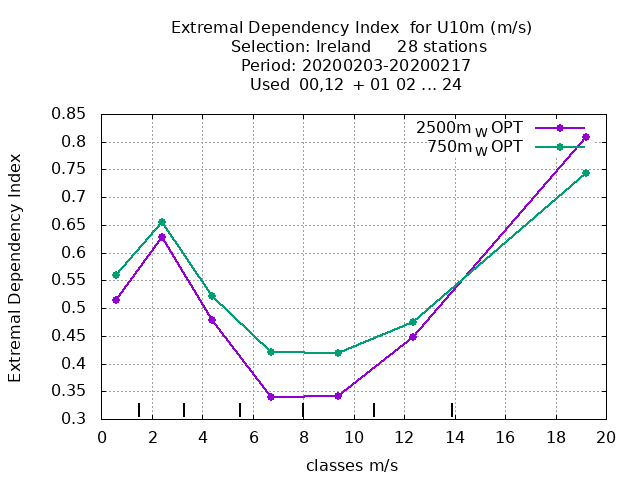 Extremal Dependency Index  for U10m (m/s)
Selection: Ireland     28 stations
Period: 20200203-20200217
Used  00,12  + 01 02 ... 24
Extremal Dependency Index
0.85
0.8
0.75
0.7
0.65
0.6
0.55
0.5
0.45
0.4
0.35
0.3
2500m W OPT
750m W OPT
0 2 4 6 8 10 12 14 16 18 20
classes m/s